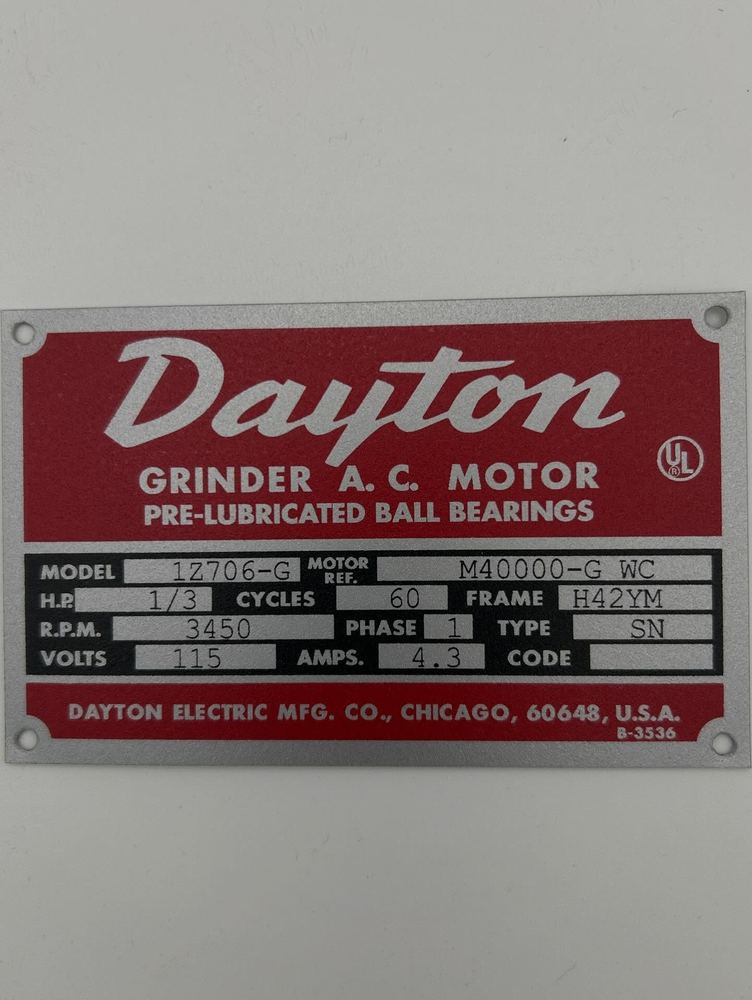 Dayton
GRINDER A. C. MOTOR
PRE-LUBRICATED BALL BEARINGS
UL
®
MODEL 1Z706-G MOTOR REF. M40000-G WC
H.P. 1/3 CYCLES 60 FRAME H42YM
R.P.M. 3450 PHASE 1 TYPE SN
VOLTS 115 AMPS. 4.3 CODE
DAYTON ELECTRIC MFG. CO., CHICAGO, 60648, U.S.A.
B-3536